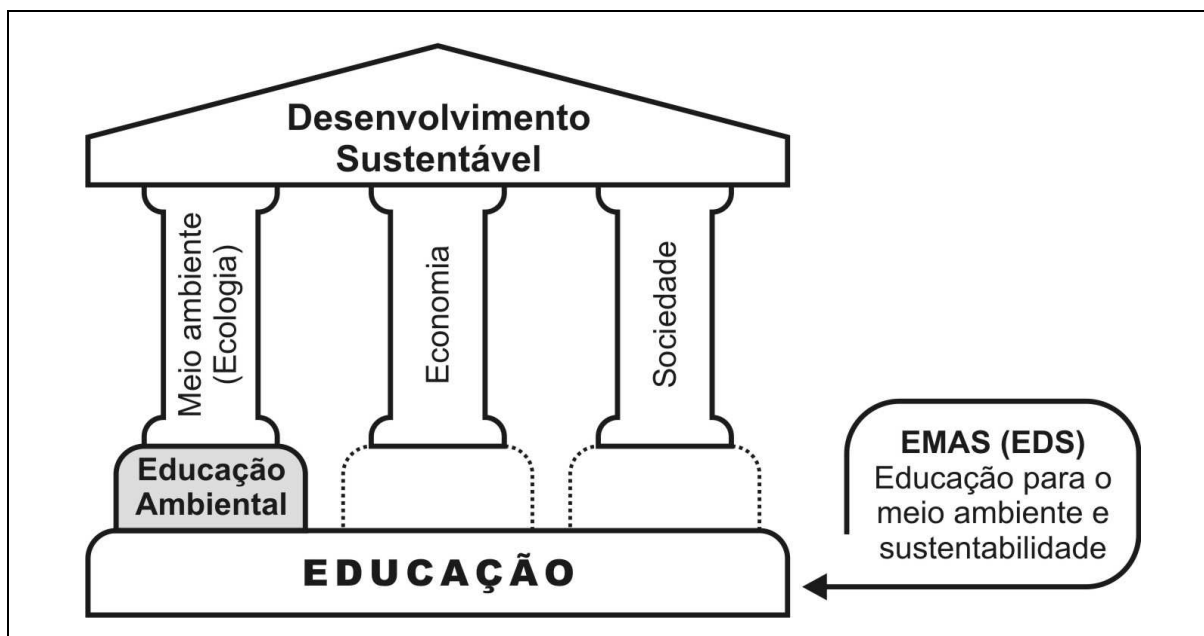 Desenvolvimento
Sustentável
Meio ambiente
(Ecologia)
Economia
Sociedade
Educação
Ambiental
EDUCAÇÃO
EMAS (EDS)
Educação para o
meio ambiente e
sustentabilidade